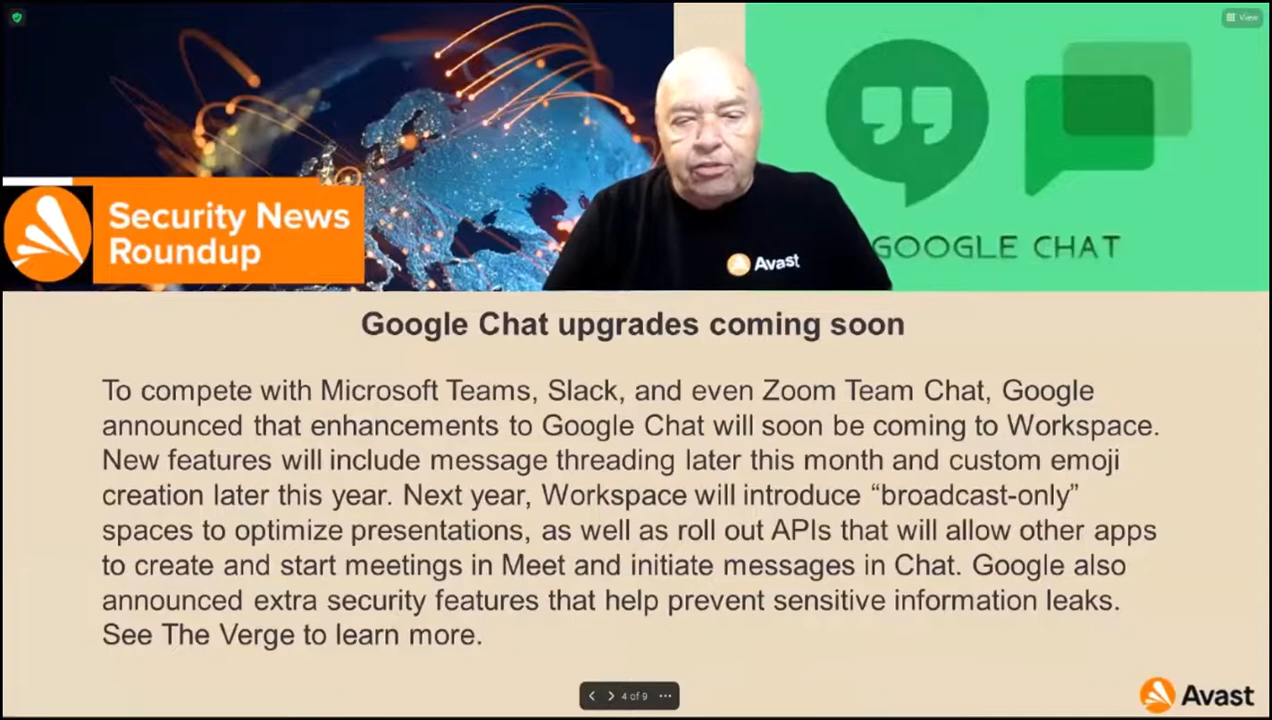 View
Security News
Roundup
Avast
GOOGLE CHAT
Google Chat upgrades coming soon
To compete with Microsoft Teams, Slack, and even Zoom Team Chat, Google
announced that enhancements to Google Chat will soon be coming to Workspace.
New features will include message threading later this month and custom emoji
creation later this year. Next year, Workspace will introduce “broadcast-only”
spaces to optimize presentations, as well as roll out APIs that will allow other apps
to create and start meetings in Meet and initiate messages in Chat. Google also
announced extra security features that help prevent sensitive information leaks.
See The Verge to learn more.
4 of 9
Avast